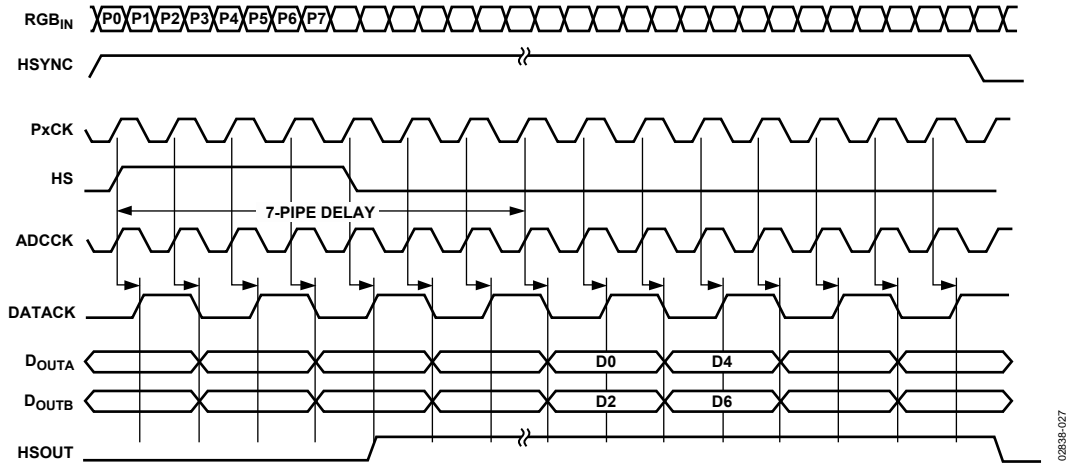 RGBIN P0 P1 P2 P3 P4 P5 P6 P7
HSYNC
PxCK
HS
7-PIPE DELAY
ADCCK
DATACK
DOUTA D0 D4
DOUTB D2 D6
HSOUT
02838-027